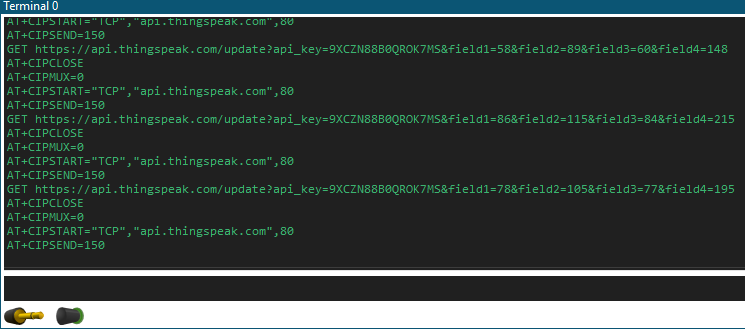 Terminal 0
AT+CIPSTART="TCP","api.thingspeak.com",80
AT+CIPSEND=150
GET https://api.thingspeak.com/update?api_key=9XCZN88B0QROK7MS&field1=58&field2=89&field3=60&field4=148
AT+CIPCLOSE
AT+CIPMUX=0
AT+CIPSTART="TCP","api.thingspeak.com",80
AT+CIPSEND=150
GET https://api.thingspeak.com/update?api_key=9XCZN88B0QROK7MS&field1=86&field2=115&field3=84&field4=215
AT+CIPCLOSE
AT+CIPMUX=0
AT+CIPSTART="TCP","api.thingspeak.com",80
AT+CIPSEND=150
GET https://api.thingspeak.com/update?api_key=9XCZN88B0QROK7MS&field1=78&field2=105&field3=77&field4=195
AT+CIPCLOSE
AT+CIPMUX=0
AT+CIPSTART="TCP","api.thingspeak.com",80
AT+CIPSEND=150